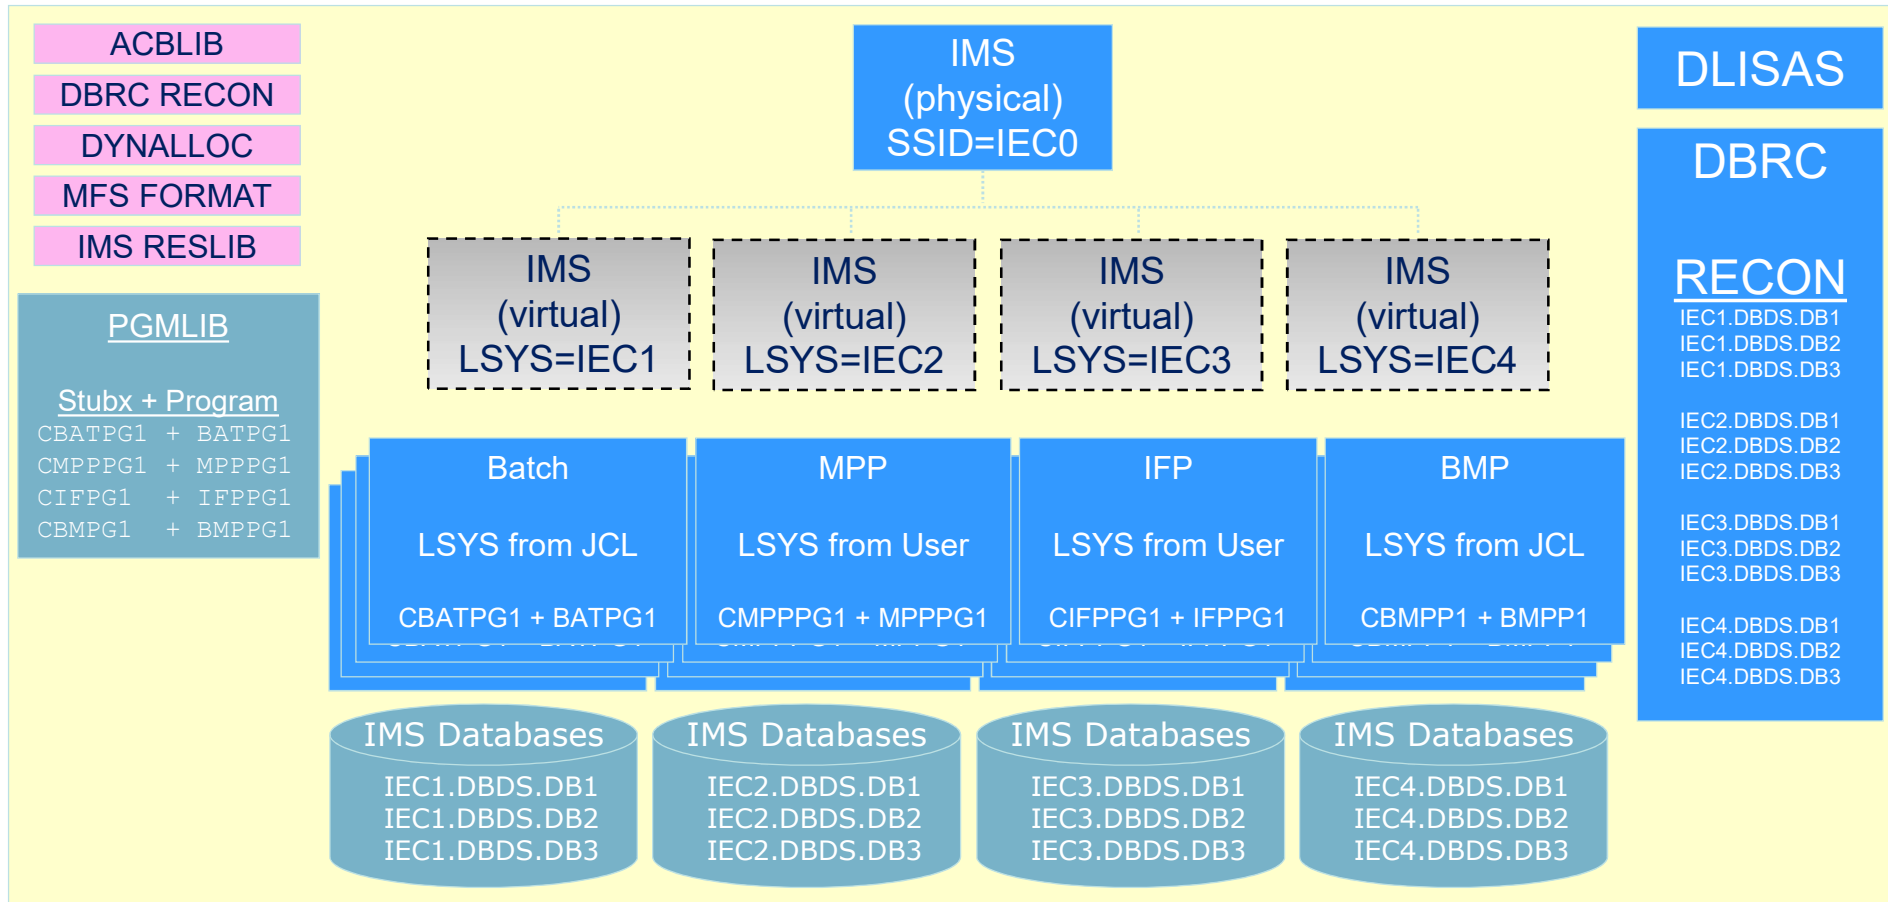 ACBLIB
DBRC RECON
DYNALLOC
MFS FORMAT
IMS RESLIB
PGMLIB
Stubx + Program
CBATPG1 + BATPG1
CMPPPG1 + MPPPG1
CIFPG1 + IFPPG1
CBMPG1 + BMPPG1
IMS
(physical)
SSID=IEC0
IMS
(virtual)
LSYS=IEC1
IMS
(virtual)
LSYS=IEC2
IMS
(virtual)
LSYS=IEC3
IMS
(virtual)
LSYS=IEC4
Batch
LSYS from JCL
CBATPG1 + BATPG1
MPP
LSYS from User
CMPPPG1 + MPPPG1
IFP
LSYS from User
CIFPPG1 + IFPPG1
BMP
LSYS from JCL
CBMPP1 + BMPP1
IMS Databases
IEC1.DBDS.DB1
IEC1.DBDS.DB2
IEC1.DBDS.DB3
IMS Databases
IEC2.DBDS.DB1
IEC2.DBDS.DB2
IEC2.DBDS.DB3
IMS Databases
IEC3.DBDS.DB1
IEC3.DBDS.DB2
IEC3.DBDS.DB3
IMS Databases
IEC4.DBDS.DB1
IEC4.DBDS.DB2
IEC4.DBDS.DB3
DLISAS
DBRC
RECON
IEC1.DBDS.DB1
IEC1.DBDS.DB2
IEC1.DBDS.DB3
IEC2.DBDS.DB1
IEC2.DBDS.DB2
IEC2.DBDS.DB3
IEC3.DBDS.DB1
IEC3.DBDS.DB2
IEC3.DBDS.DB3
IEC4.DBDS.DB1
IEC4.DBDS.DB2
IEC4.DBDS.DB3